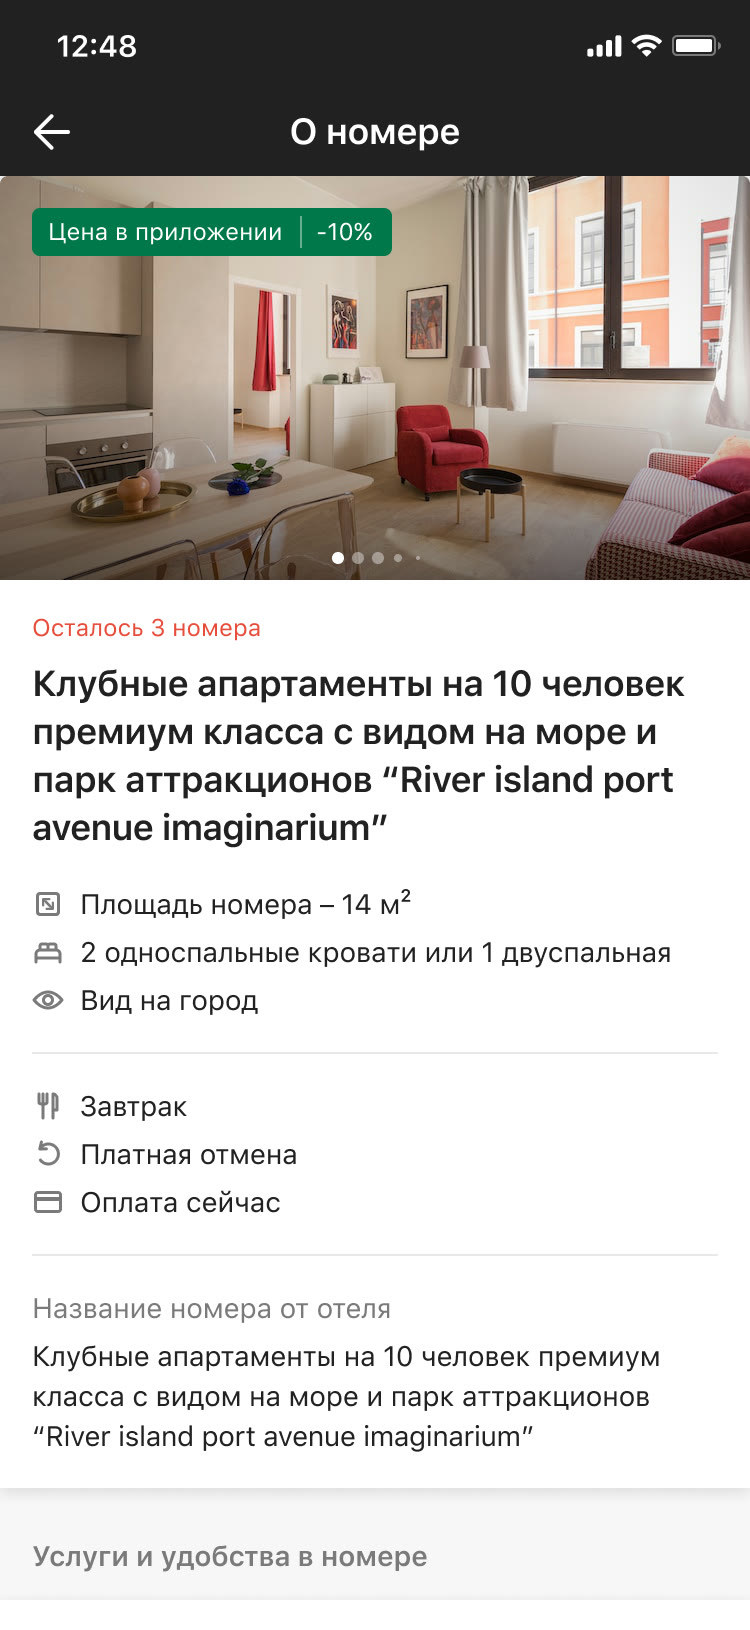 12:48
О номере
Цена в приложении | -10%
Осталось 3 номера
Клубные апартаменты на 10 человек
премиум класса с видом на море и
парк аттракционов “River island port
avenue imaginarium”
Площадь номера – 14 м²
2 односпальные кровати или 1 двуспальная
Вид на город
Завтрак
Платная отмена
Оплата сейчас
Название номера от отеля
Клубные апартаменты на 10 человек премиум
класса с видом на море и парк аттракционов
“River island port avenue imaginarium”
Услуги и удобства в номере